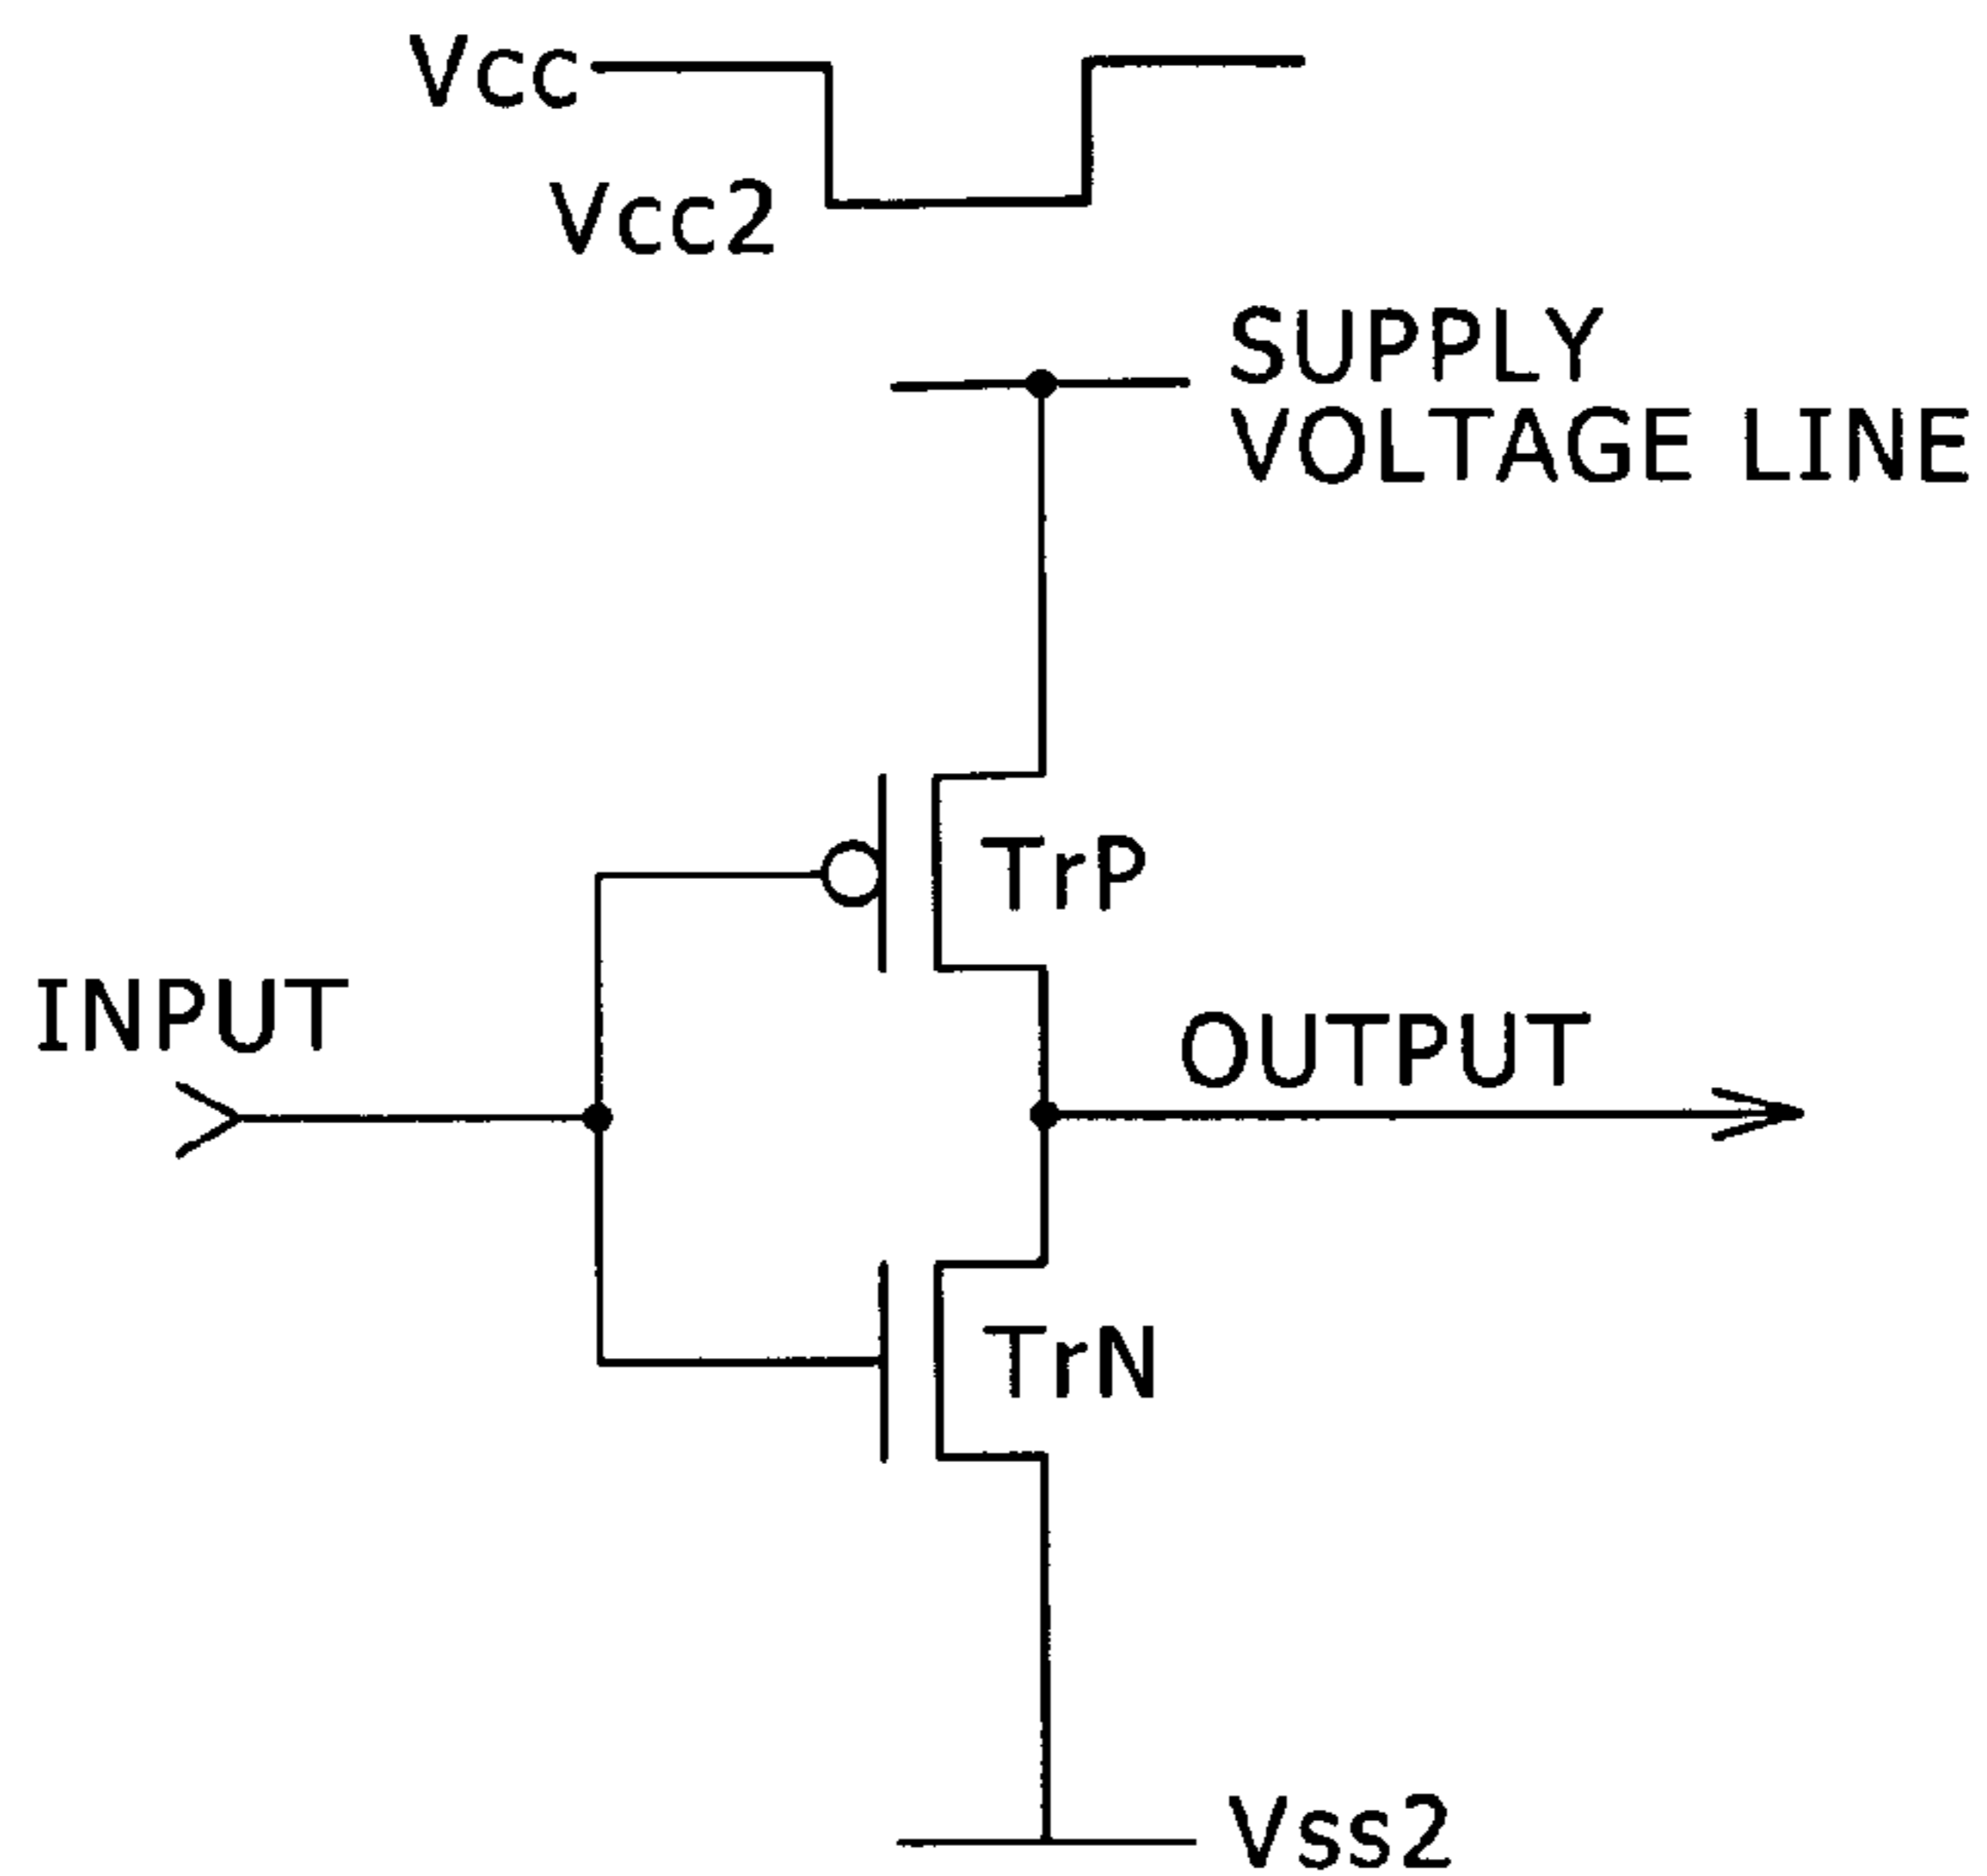 Vcc
Vcc2
SUPPLY
VOLTAGE LINE
TrP
INPUT
OUTPUT
TrN
Vss2